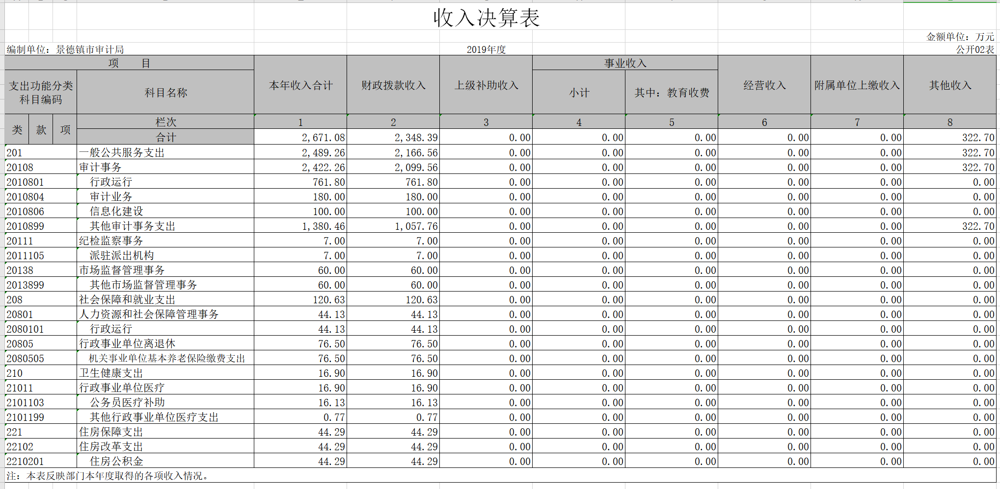 收入决算表
金额单位：万元
编制单位：景德镇市审计局 2019年度 公开02表
项 目 本年收入合计 财政拨款收入 上级补助收入 事业收入 经营收入 附属单位上缴收入 其他收入
支出功能分类科目编码 科目名称 小计 其中：教育收费
类 款 项 栏次 1 2 3 4 5 6 7 8
合计 2,671.08 2,348.39 0.00 0.00 0.00 0.00 0.00 322.70
201 一般公共服务支出 2,489.26 2,166.56 0.00 0.00 0.00 0.00 0.00 322.70
20108 审计事务 2,422.26 2,099.56 0.00 0.00 0.00 0.00 0.00 322.70
2010801 行政运行 761.80 761.80 0.00 0.00 0.00 0.00 0.00 0.00
2010804 审计业务 180.00 180.00 0.00 0.00 0.00 0.00 0.00 0.00
2010806 信息化建设 100.00 100.00 0.00 0.00 0.00 0.00 0.00 0.00
2010899 其他审计事务支出 1,380.46 1,057.76 0.00 0.00 0.00 0.00 0.00 322.70
20111 纪检监察事务 7.00 7.00 0.00 0.00 0.00 0.00 0.00 0.00
2011105 派驻派出机构 7.00 7.00 0.00 0.00 0.00 0.00 0.00 0.00
20138 市场监督管理事务 60.00 60.00 0.00 0.00 0.00 0.00 0.00 0.00
2013899 其他市场监督管理事务 60.00 60.00 0.00 0.00 0.00 0.00 0.00 0.00
208 社会保障和就业支出 120.63 120.63 0.00 0.00 0.00 0.00 0.00 0.00
20801 人力资源和社会保障管理事务 44.13 44.13 0.00 0.00 0.00 0.00 0.00 0.00
2080101 行政运行 44.13 44.13 0.00 0.00 0.00 0.00 0.00 0.00
20805 行政事业单位离退休 76.50 76.50 0.00 0.00 0.00 0.00 0.00 0.00
2080505 机关事业单位基本养老保险缴费支出 76.50 76.50 0.00 0.00 0.00 0.00 0.00 0.00
210 卫生健康支出 16.90 16.90 0.00 0.00 0.00 0.00 0.00 0.00
21011 行政事业单位医疗 16.90 16.90 0.00 0.00 0.00 0.00 0.00 0.00
2101103 公务员医疗补助 16.13 16.13 0.00 0.00 0.00 0.00 0.00 0.00
2101199 其他行政事业单位医疗支出 0.77 0.77 0.00 0.00 0.00 0.00 0.00 0.00
221 住房保障支出 44.29 44.29 0.00 0.00 0.00 0.00 0.00 0.00
22102 住房改革支出 44.29 44.29 0.00 0.00 0.00 0.00 0.00 0.00
2210201 住房公积金 44.29 44.29 0.00 0.00 0.00 0.00 0.00 0.00
注：本表反映部门本年度取得的各项收入情况。